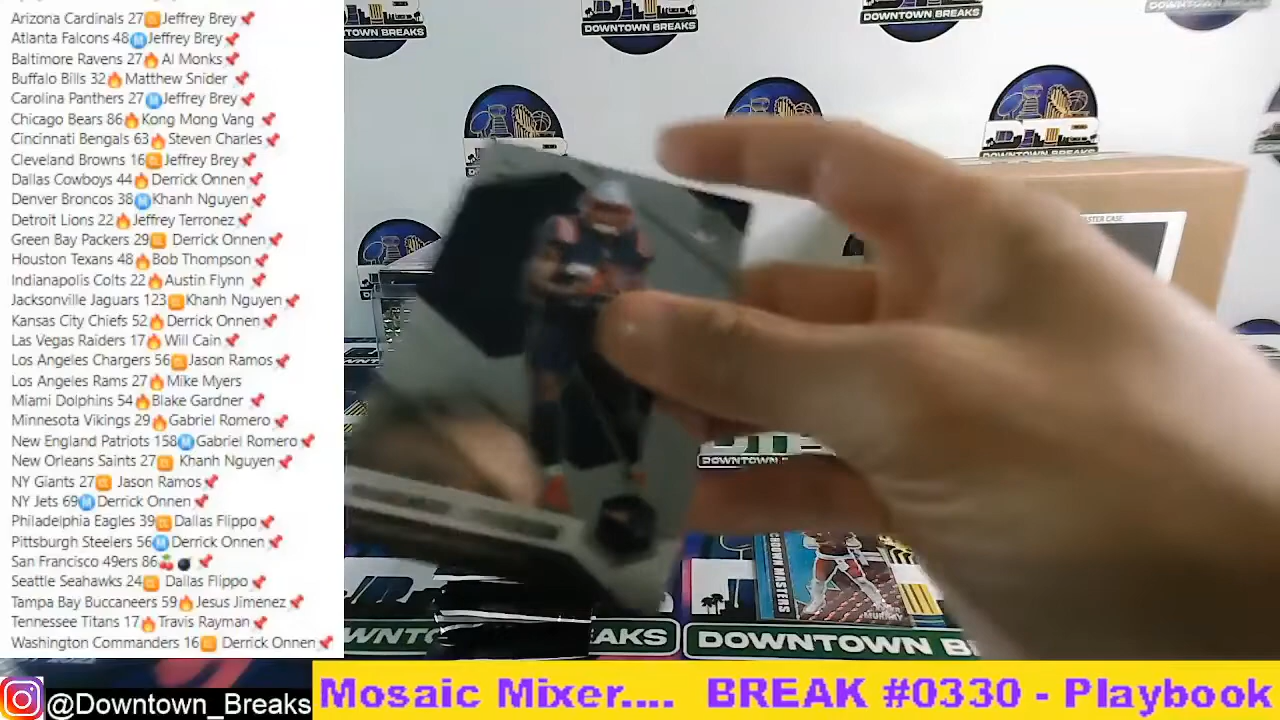 Arizona Cardinals 27 Jeffrey Brey
Atlanta Falcons 48 Jeffrey Brey
Baltimore Ravens 27 Al Monks
Buffalo Bills 32 Matthew Snider
Carolina Panthers 27 Jeffrey Brey
Chicago Bears 86 Kong Mong Vang
Cincinnati Bengals 63 Steven Charles
Cleveland Browns 16 Jeffrey Brey
Dallas Cowboys 44 Derrick Onnen
Denver Broncos 38 Khanh Nguyen
Detroit Lions 22 Jeffrey Terronez
Green Bay Packers 29 Derrick Onnen
Houston Texans 48 Bob Thompson
Indianapolis Colts 22 Austin Flynn
Jacksonville Jaguars 123 Khanh Nguyen
Kansas City Chiefs 52 Derrick Onnen
Las Vegas Raiders 17 Will Cain
Los Angeles Chargers 56 Jason Ramos
Los Angeles Rams 27 Mike Myers
Miami Dolphins 54 Blake Gardner
Minnesota Vikings 29 Gabriel Romero
New England Patriots 158 Gabriel Romero
New Orleans Saints 27 Khanh Nguyen
NY Giants 27 Jason Ramos
NY Jets 69 Derrick Onnen
Philadelphia Eagles 39 Dallas Flippo
Pittsburgh Steelers 56 Derrick Onnen
San Francisco 49ers 86
Seattle Seahawks 24 Dallas Flippo
Tampa Bay Buccaneers 59 Jesus Jimenez
Tennessee Titans 17 Travis Rayman
Washington Commanders 16 Derrick Onnen
DOWNTOWN BREAKS
DOWNTOWN BREAKS
DOWNTOWN
CROWN MASTERS
MURRAY
DOWNTOWN B
@Downtown_Breaks
Mosaic Mixer.... BREAK #0330 - Playbook